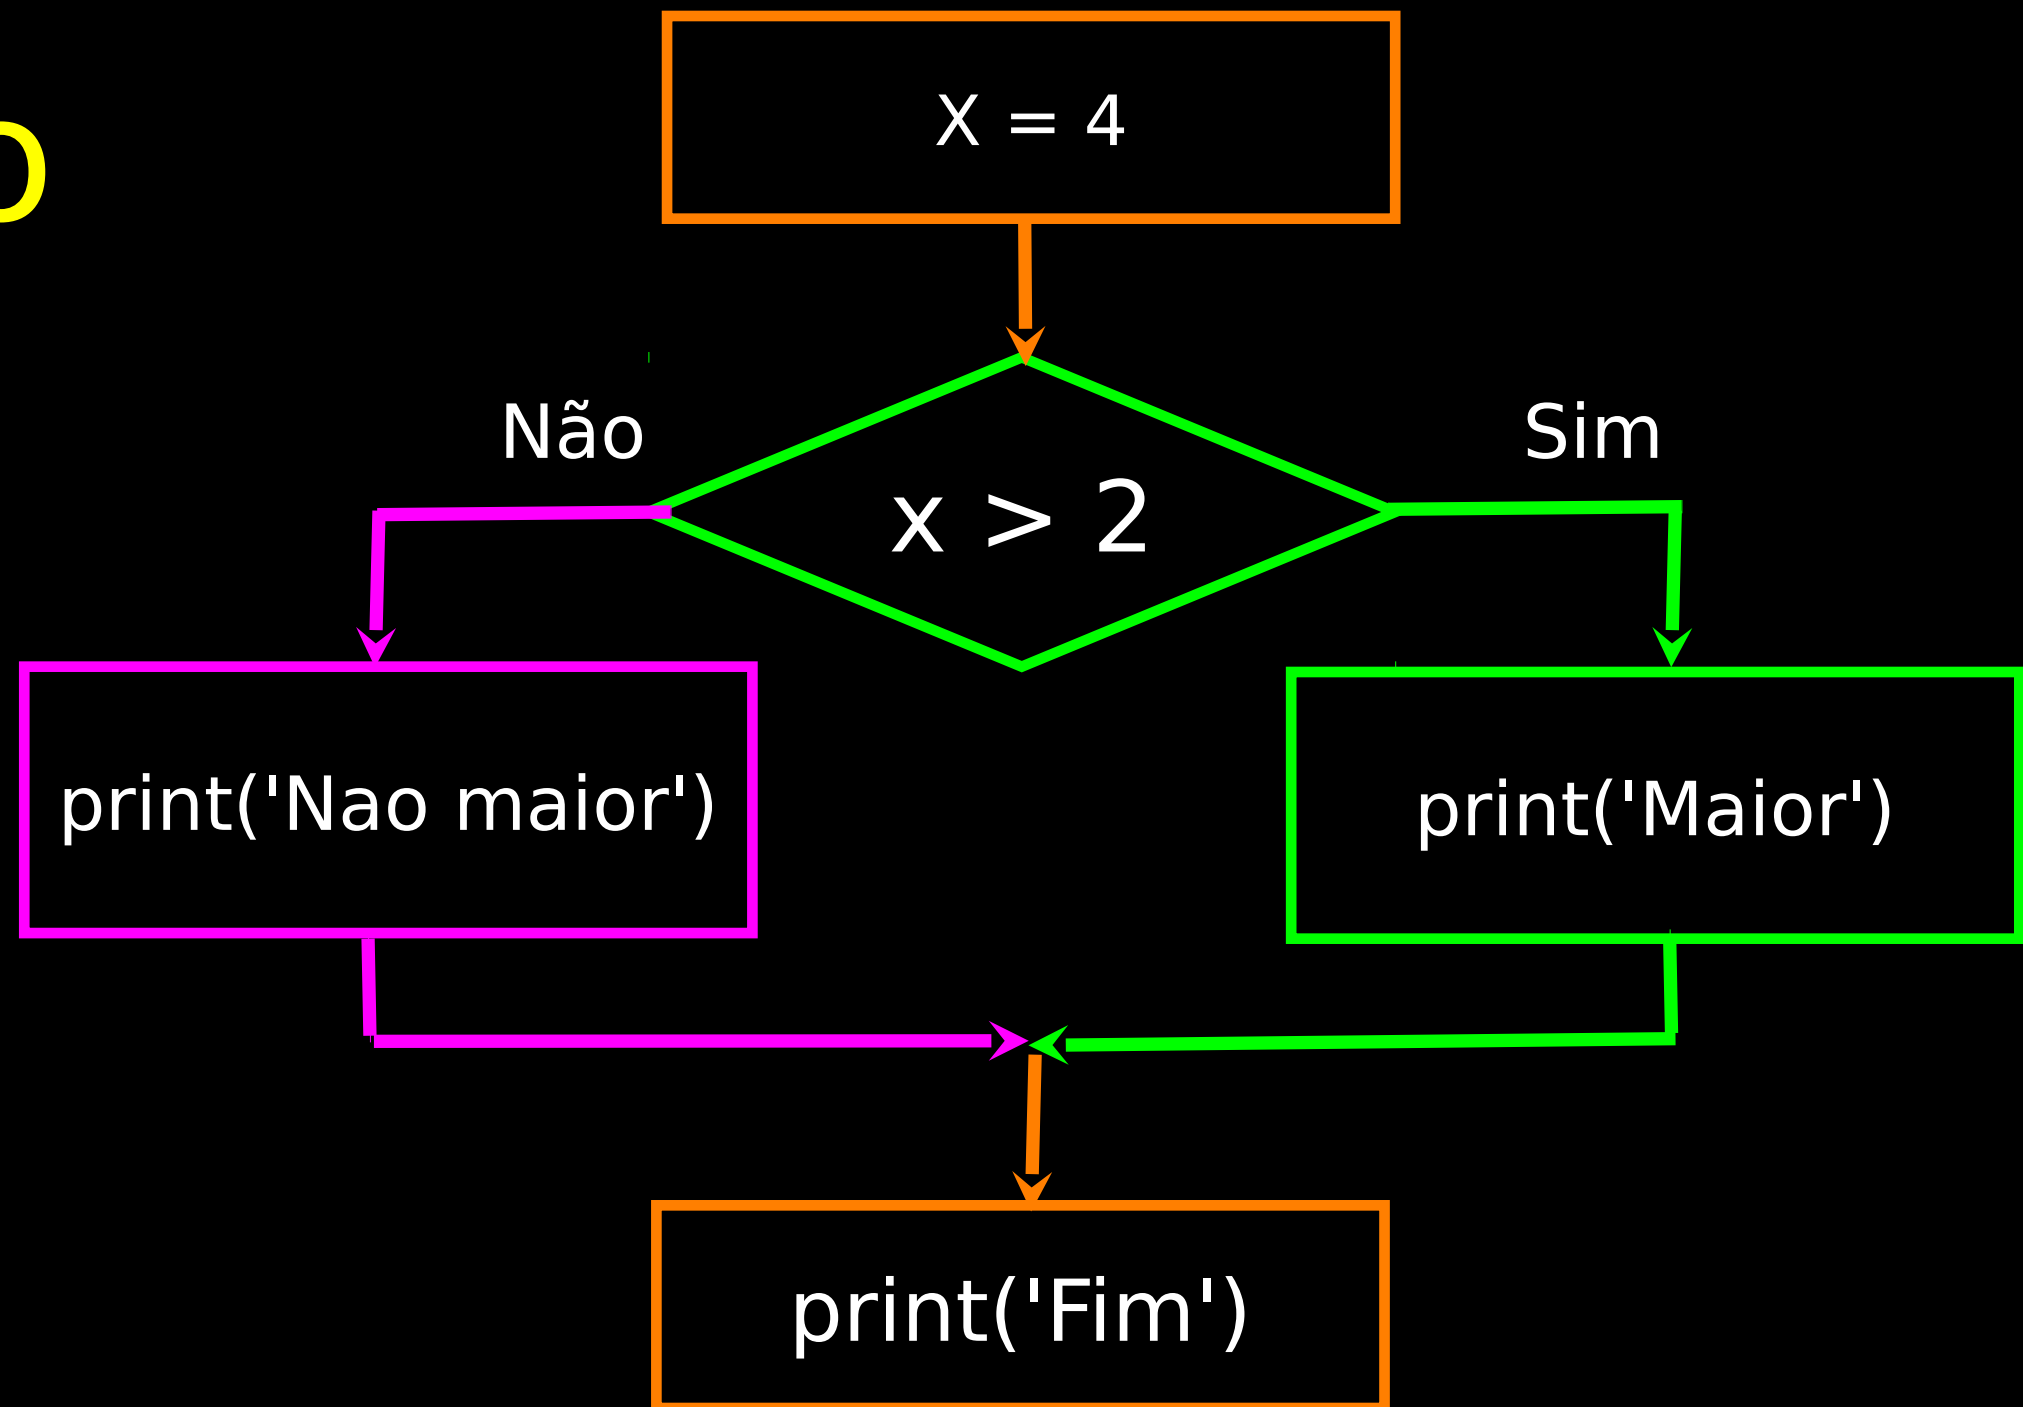 X = 4
Não
Sim
x > 2
print('Nao maior')
print('Maior')
print('Fim')